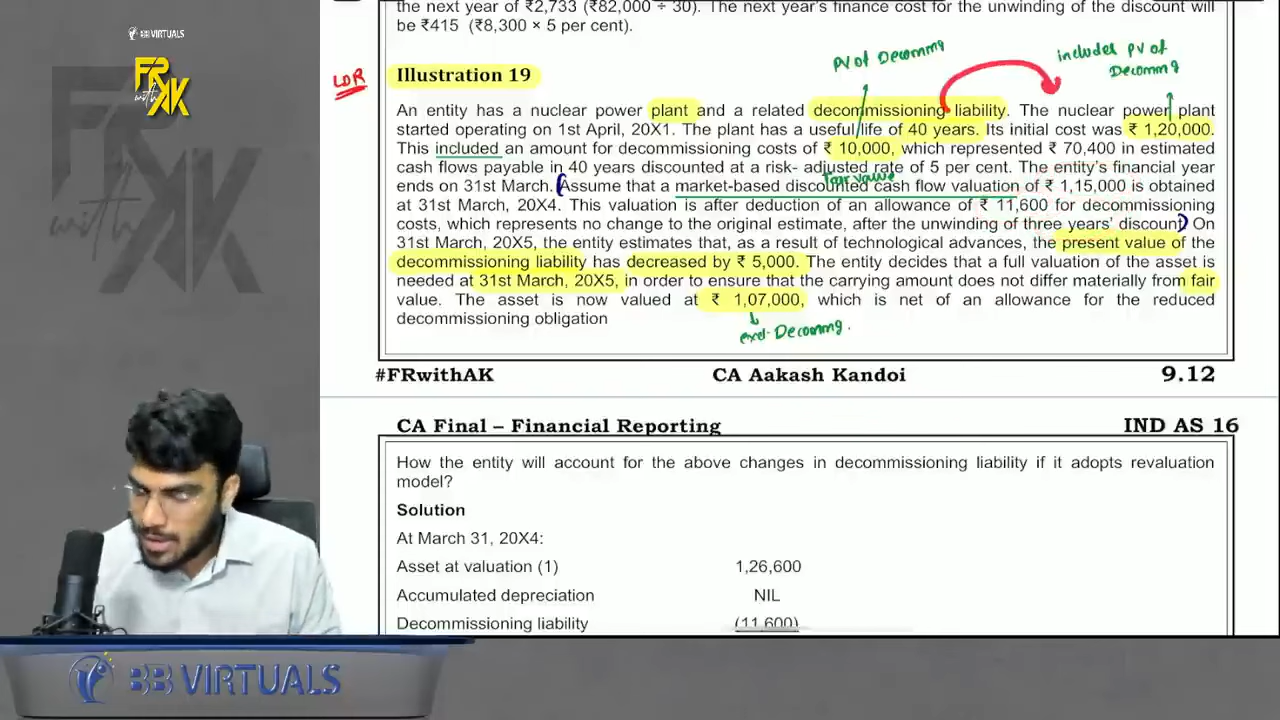 BB VIRTUALS
FR
with
AK
the next year of ₹2,733 (₹82,000 ÷ 30). The next year's finance cost for the unwinding of the discount will
be ₹415 (₹8,300 × 5 per cent).
PV of Decomng
includes PV of
Decomng
LDR
Illustration 19
An entity has a nuclear power plant and a related decommissioning liability. The nuclear power plant
started operating on 1st April, 20X1. The plant has a useful life of 40 years. Its initial cost was ₹ 1,20,000.
This included an amount for decommissioning costs of ₹ 10,000, which represented ₹ 70,400 in estimated
cash flows payable in 40 years discounted at a risk- adjusted rate of 5 per cent. The entity's financial year
fair value
ends on 31st March. (Assume that a market-based discounted cash flow valuation of ₹ 1,15,000 is obtained
at 31st March, 20X4. This valuation is after deduction of an allowance of ₹ 11,600 for decommissioning
costs, which represents no change to the original estimate, after the unwinding of three years' discount) On
31st March, 20X5, the entity estimates that, as a result of technological advances, the present value of the
decommissioning liability has decreased by ₹ 5,000. The entity decides that a full valuation of the asset is
needed at 31st March, 20X5, in order to ensure that the carrying amount does not differ materially from fair
value. The asset is now valued at ₹ 1,07,000, which is net of an allowance for the reduced
decommissioning obligation
excl. Decomng.
#FRwithAK CA Aakash Kandoi 9.12
CA Final – Financial Reporting IND AS 16
How the entity will account for the above changes in decommissioning liability if it adopts revaluation
model?
Solution
At March 31, 20X4:
Asset at valuation (1) 1,26,600
Accumulated depreciation NIL
Decommissioning liability (11,600)
BB VIRTUALS